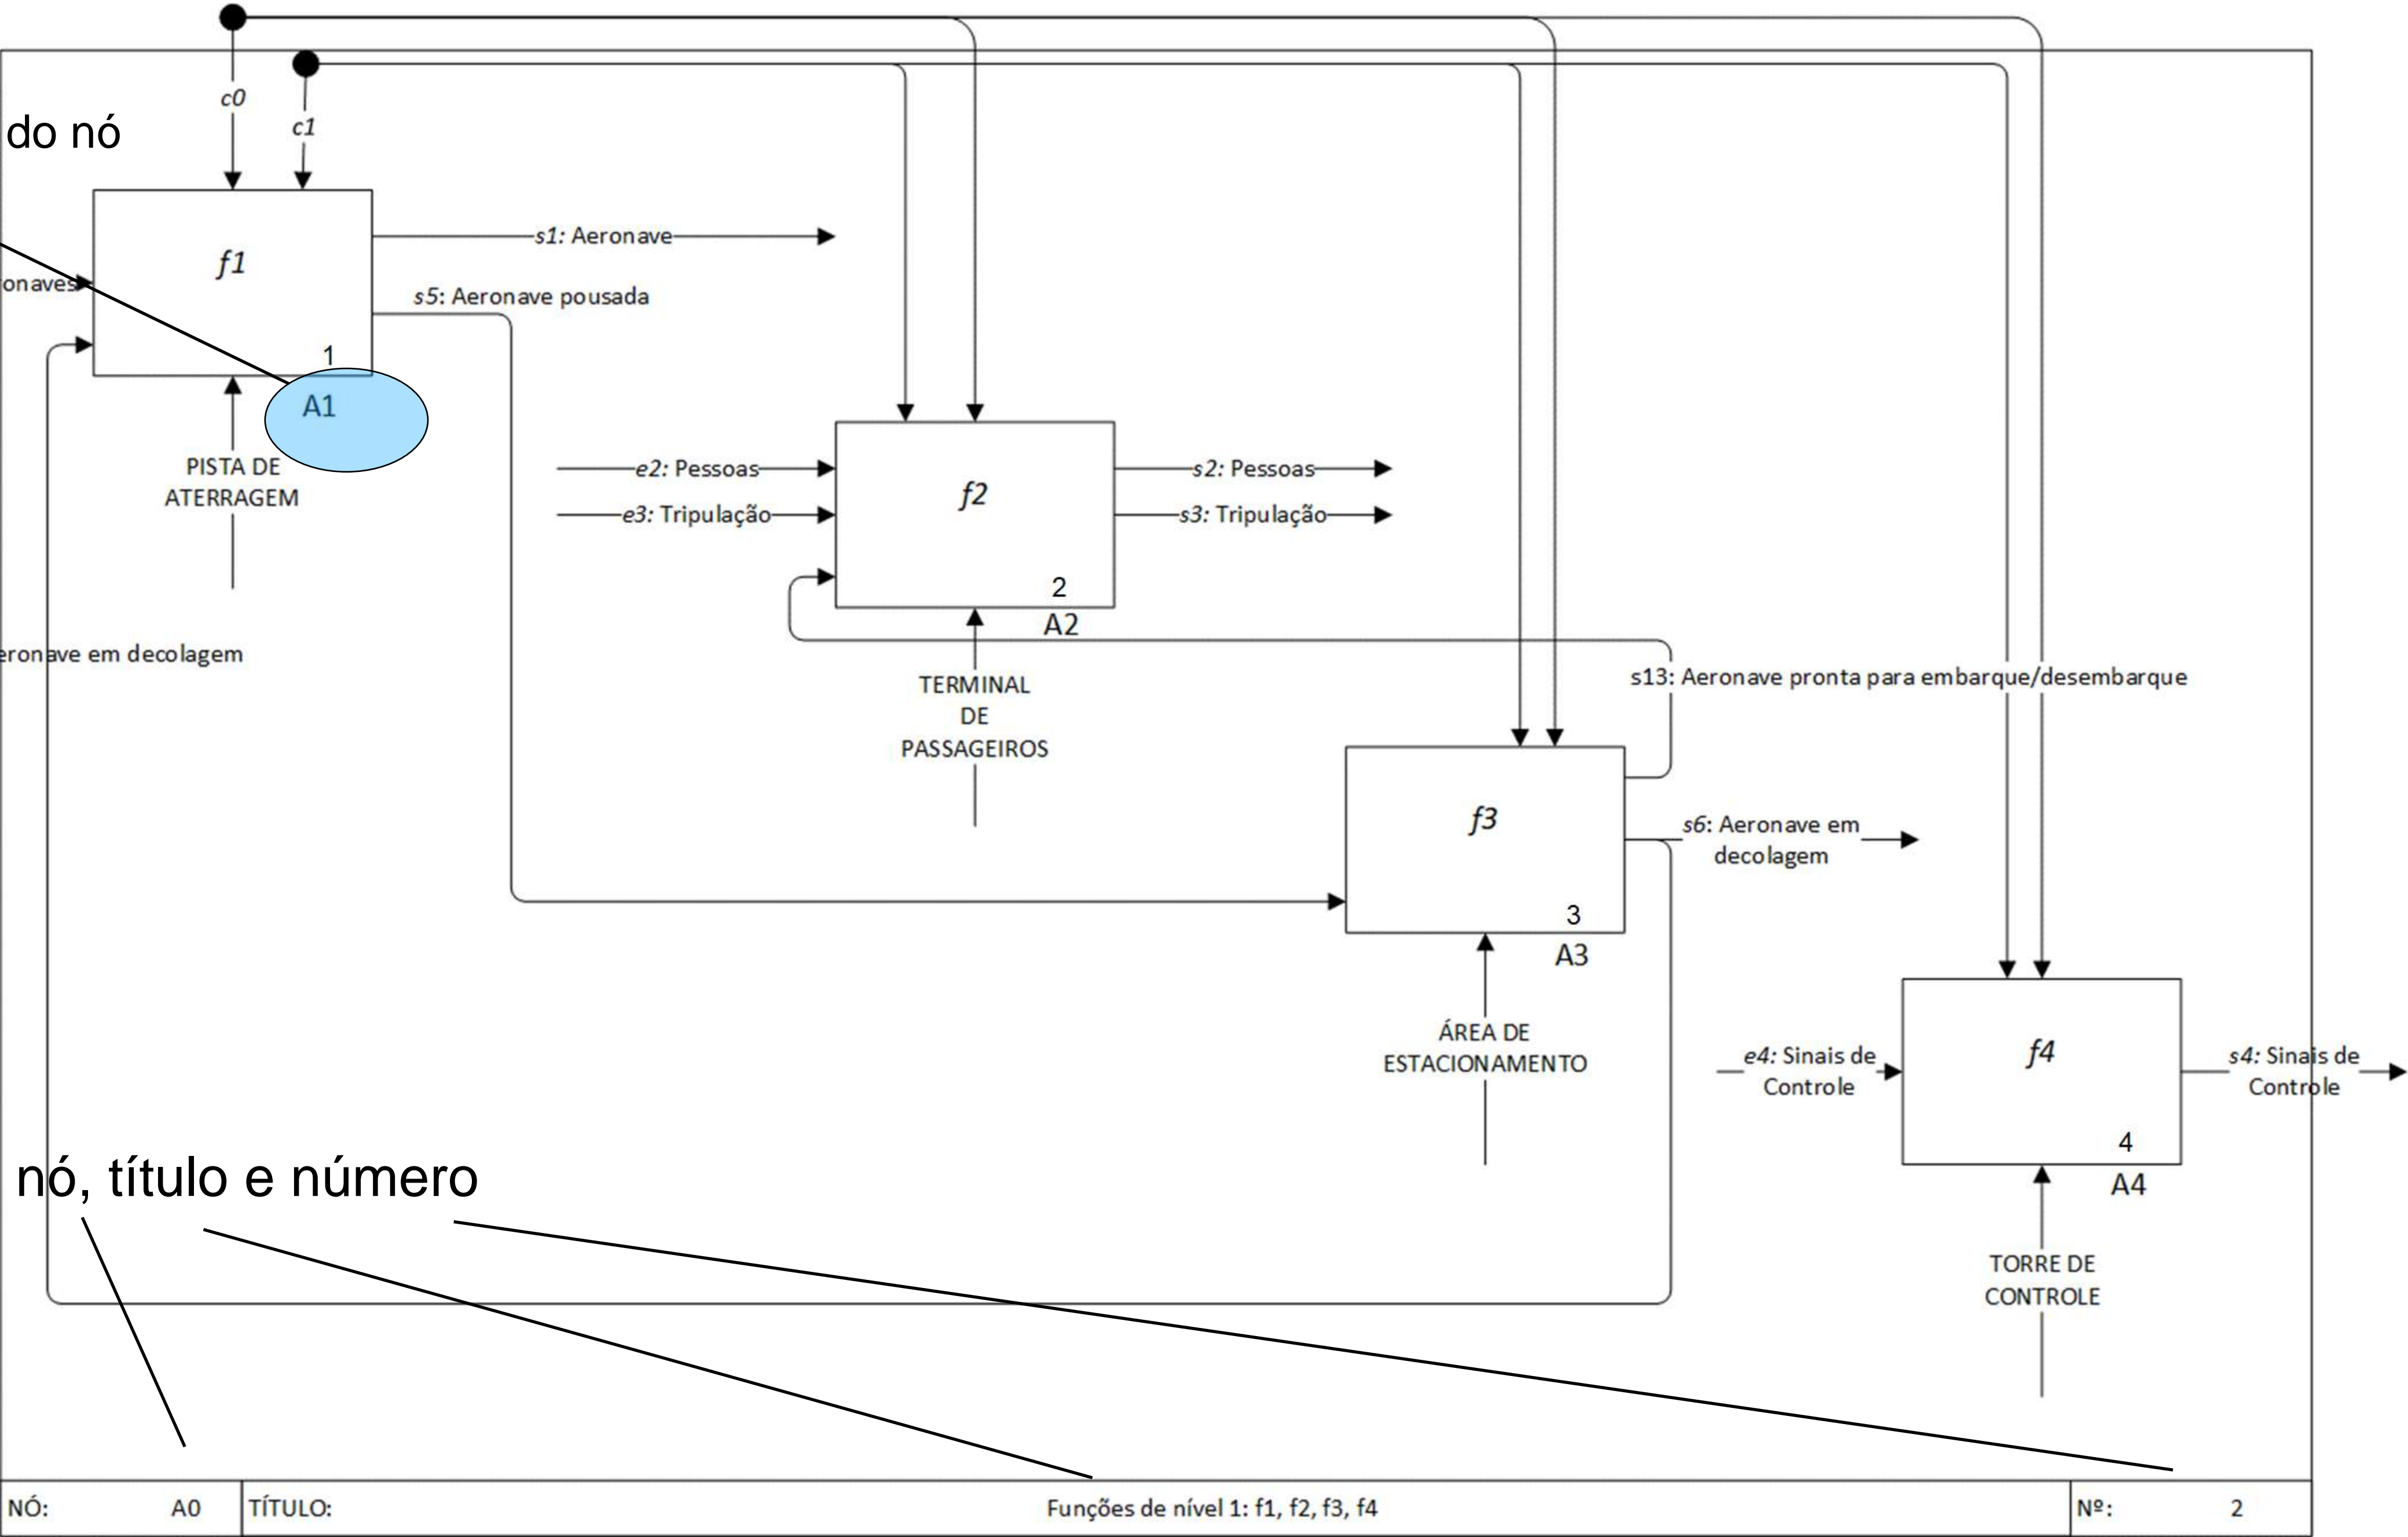 c0
c1
do nó
f1
s1: Aeronave
onaves
s5: Aeronave pousada
1
A1
PISTA DE
ATERRAGEM
e2: Pessoas
e3: Tripulação
f2
s2: Pessoas
s3: Tripulação
2
A2
eronave em decolagem
TERMINAL
DE
PASSAGEIROS
s13: Aeronave pronta para embarque/desembarque
f3
s6: Aeronave em
decolagem
3
A3
ÁREA DE
ESTACIONAMENTO
e4: Sinais de
Controle
f4
s4: Sinais de
Controle
4
A4
nó, título e número
TORRE DE
CONTROLE
NÓ: A0 TÍTULO: Funções de nível 1: f1, f2, f3, f4 Nº: 2